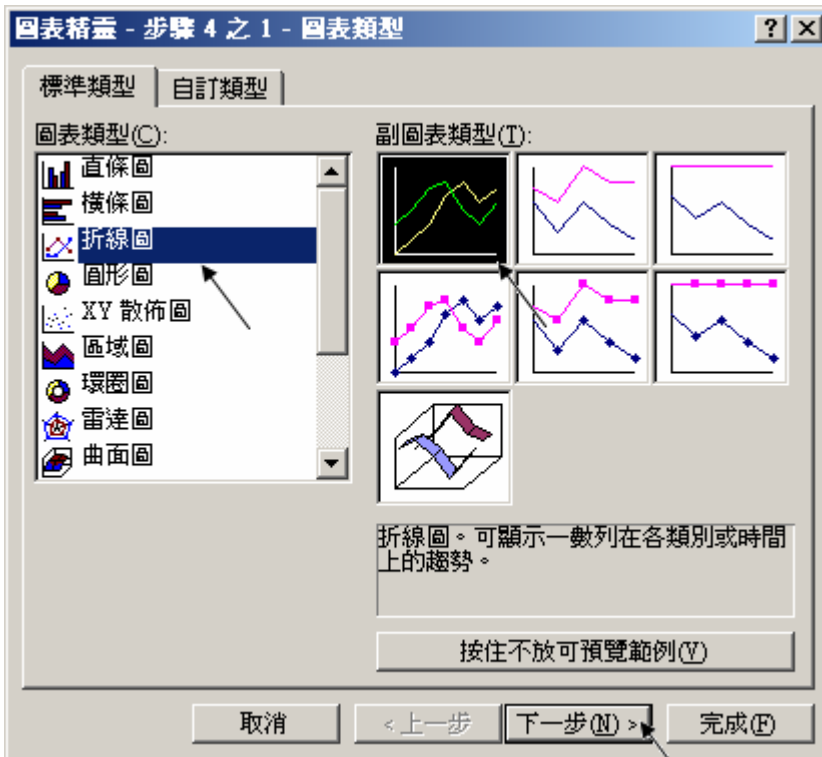 圖表精靈 - 步驟 4 之 1 - 圖表類型
標準類型
自訂類型
圖表類型(C):
直條圖
橫條圖
折線圖
圓形圖
XY 散佈圖
區域圖
環圈圖
雷達圖
曲面圖
副圖表類型(T):
折線圖。可顯示一數列在各類別或時間
上的趨勢。
按住不放可預覽範例(V)
取消
<上一步
下一步(N) >
完成(F)